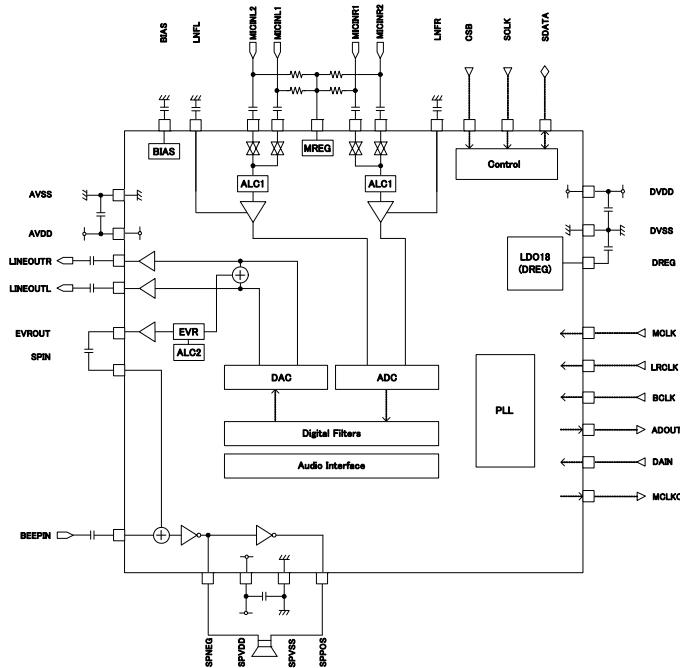 BIAS
LNFL
MICINL2
MICINL1
MICINR1
MICINR2
LNFR
CSB
SCLK
SDATA
BIAS
MREG
Control
ALC1
ALC1
AVSS
AVDD
LINEOUTR
LINEOUTL
EVROUT
SPIN
EVR
ALC2
DVDD
DVSS
DREG
LDO18
(DREG)
MCLK
LRCLK
BCLK
ADOUT
DAIN
MCLKO
DAC
ADC
PLL
Digital Filters
Audio Interface
BEEPIN
SPNEG
SPVDD
SPVSS
SPPOS